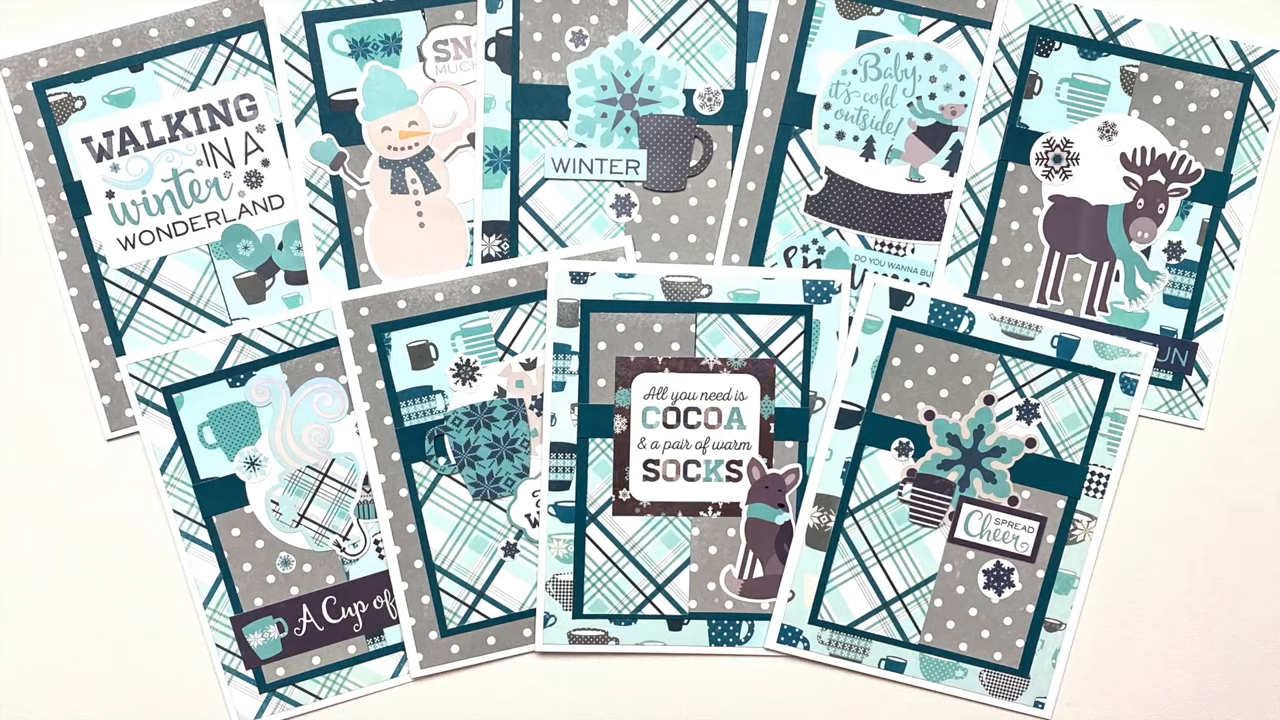 WALKING
IN A
winter
WONDERLAND
SN
MUCH
WINTER
Baby,
it's cold
outside!
DO YOU WANNA
UN
A Cup of
All you need is
COCOA
& a pair of warm
SOCKS
SPREAD
Cheer